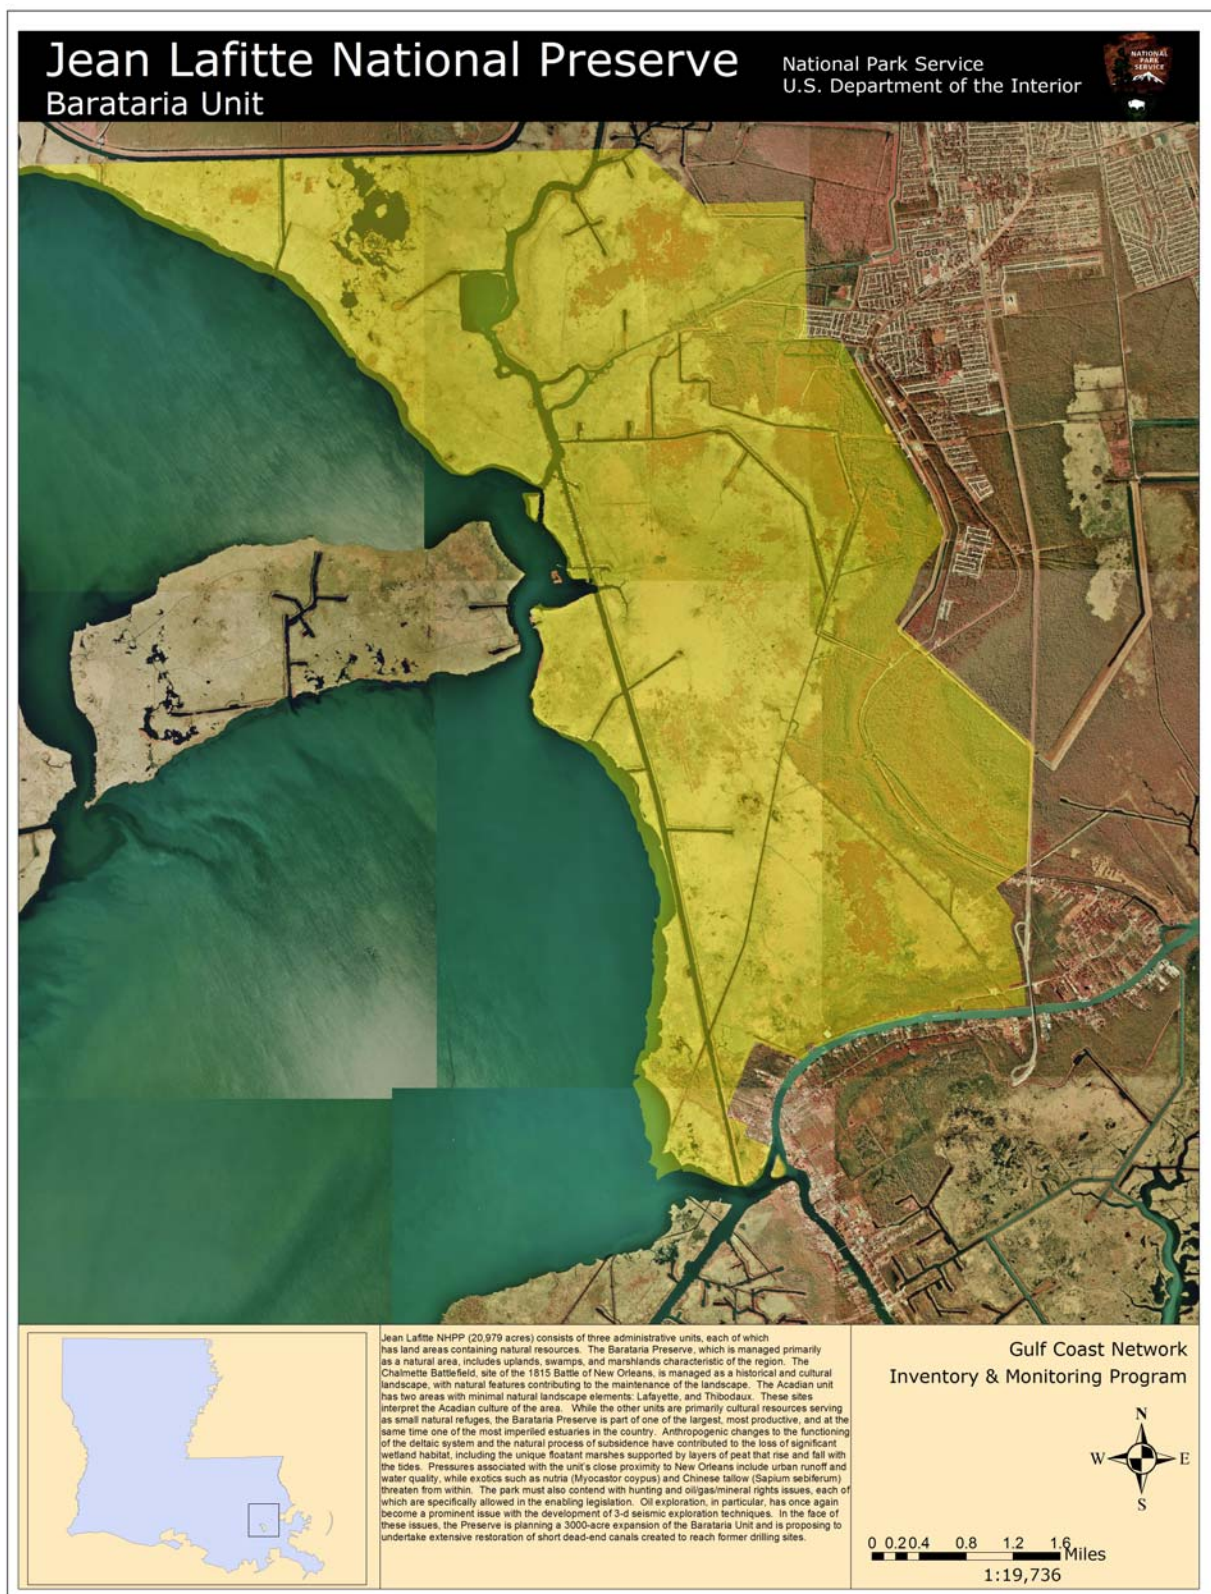 Jean Lafitte National Preserve
Barataria Unit
National Park Service
U.S. Department of the Interior
NATIONAL
PARK
SERVICE
Jean Lafitte NHPP (20,979 acres) consists of three administrative units, each of which
has land areas containing natural resources. The Barataria Preserve, which is managed primarily
as a natural area, includes uplands, swamps, and marshlands characteristic of the region. The
Chalmette Battlefield, site of the 1815 Battle of New Orleans, is managed as a historical and cultural
landscape, with natural features contributing to the maintenance of the landscape. The Acadian unit
has two areas with minimal natural landscape elements: Lafayette, and Thibodaux. These sites
interpret the Acadian culture of the area. While the other units are primarily cultural resources serving
as small natural refuges, the Barataria Preserve is part of one of the largest, most productive, and at the
same time one of the most imperiled estuaries in the country. Anthropogenic changes to the functioning
of the deltaic system and the natural process of subsidence have contributed to the loss of significant
wetland habitat, including the unique floatant marshes supported by layers of peat that rise and fall with
the tides. Pressures associated with the unit's close proximity to New Orleans include urban runoff and
water quality, while exotics such as nutria (Myocastor coypus) and Chinese tallow (Sapium sebiferum)
threaten from within. The park must also contend with hunting and oil/gas/mineral rights issues, each of
which are specifically allowed in the enabling legislation. Oil exploration, in particular, has once again
become a prominent issue with the development of 3-d seismic exploration techniques. In the face of
these issues, the Preserve is planning a 3000-acre expansion of the Barataria Unit and is proposing to
undertake extensive restoration of short dead-end canals created to reach former drilling sites.
Gulf Coast Network
Inventory & Monitoring Program
N
W E
S
0 0.20.4 0.8 1.2 1.6
Miles
1:19,736